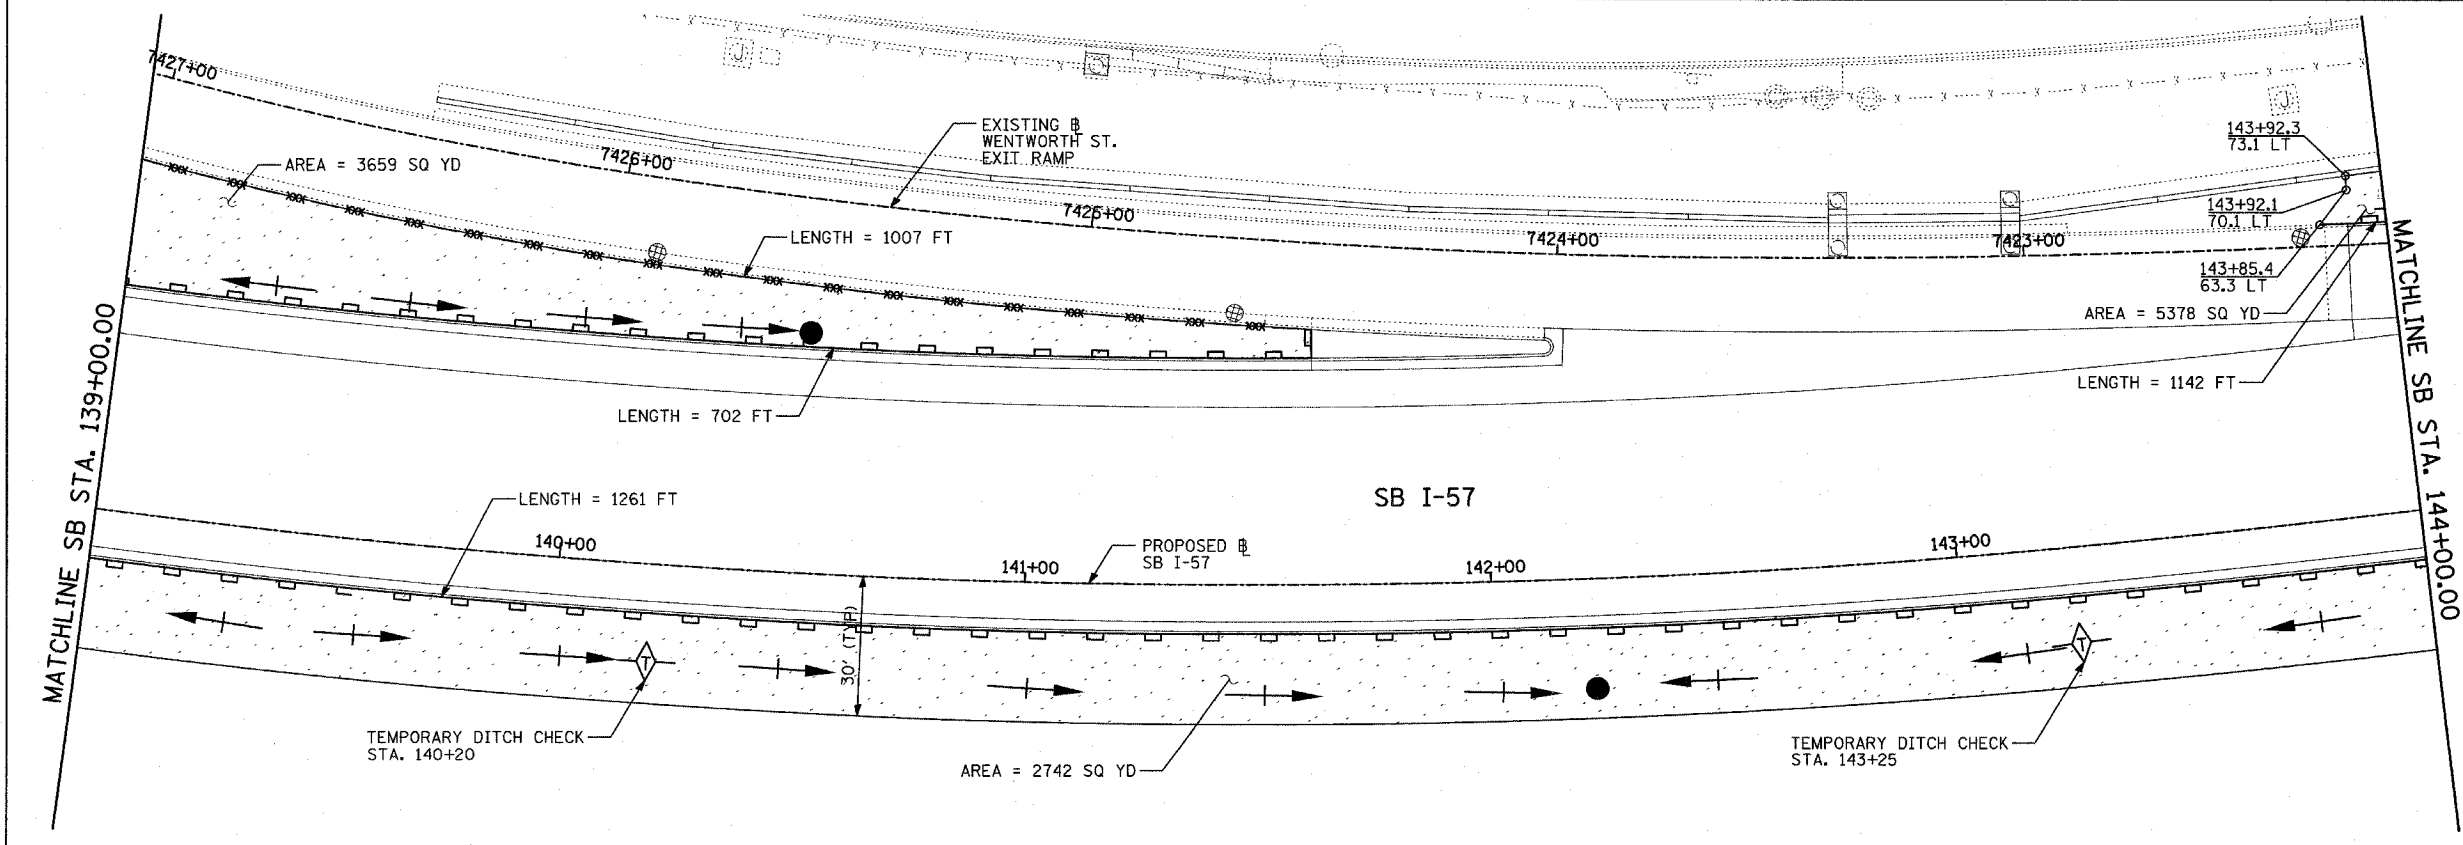 7427+00
EXISTING B
WENTWORTH ST.
EXIT RAMP
7426+00
7425+00
7424+00
7423+00
AREA = 3659 SQ YD
LENGTH = 1007 FT
LENGTH = 702 FT
143+92.3
73.1 LT
143+92.1
70.1 LT
143+85.4
63.3 LT
AREA = 5378 SQ YD
LENGTH = 1142 FT
MATCHLINE SB STA. 139+00.00
MATCHLINE SB STA. 144+00.00
SB I-57
LENGTH = 1261 FT
140+00
141+00
142+00
143+00
PROPOSED B
SB I-57
30' (TYP)
T
T
TEMPORARY DITCH CHECK
STA. 140+20
AREA = 2742 SQ YD
TEMPORARY DITCH CHECK
STA. 143+25
J
J